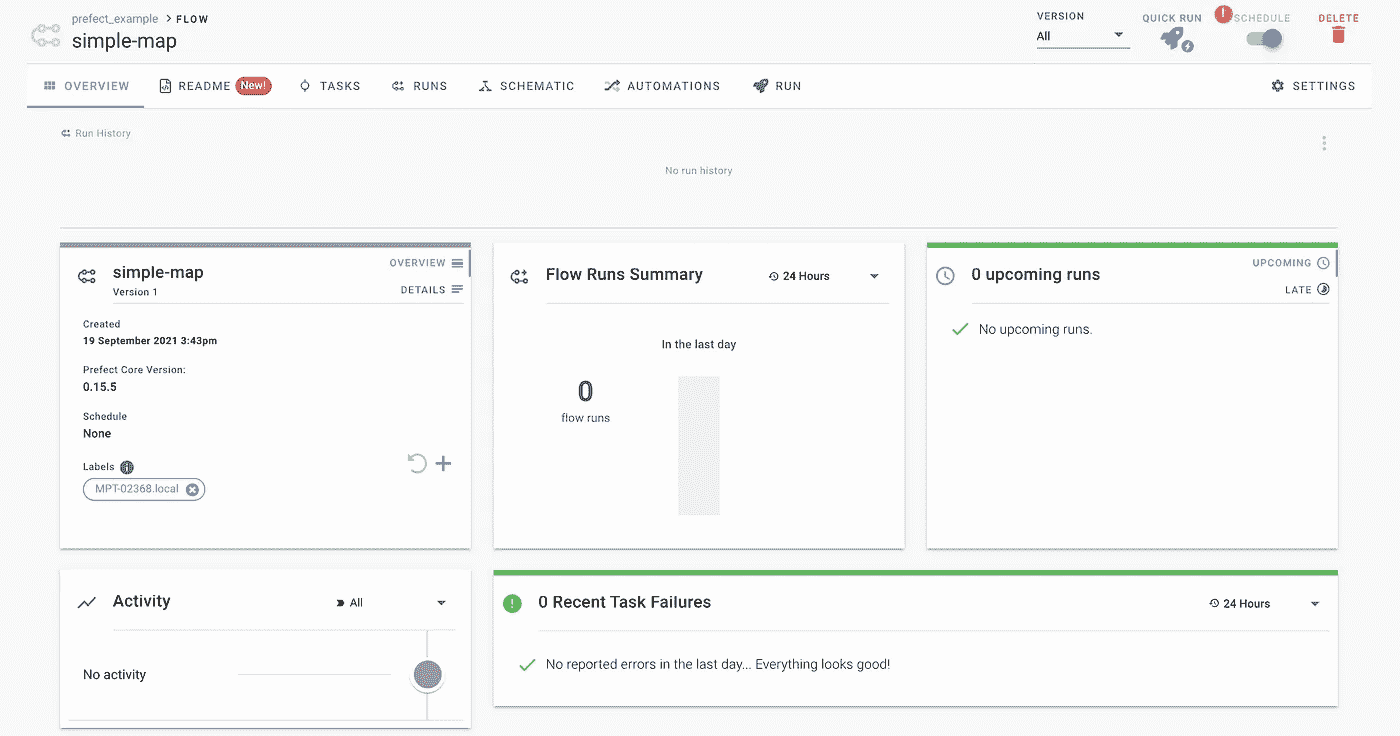 prefect_example > FLOW
simple-map
VERSION
All
QUICK RUN
SCHEDULE
DELETE
OVERVIEW
README New!
TASKS
RUNS
SCHEMATIC
AUTOMATIONS
RUN
SETTINGS
Run History
No run history
simple-map
Version 1
OVERVIEW
DETAILS
Created
19 September 2021 3:43pm
Prefect Core Version:
0.15.5
Schedule
None
Labels
MPT-02368.local
Flow Runs Summary
24 Hours
In the last day
0
flow runs
0 upcoming runs
UPCOMING
LATE
No upcoming runs.
Activity
All
No activity
0 Recent Task Failures
24 Hours
No reported errors in the last day... Everything looks good!